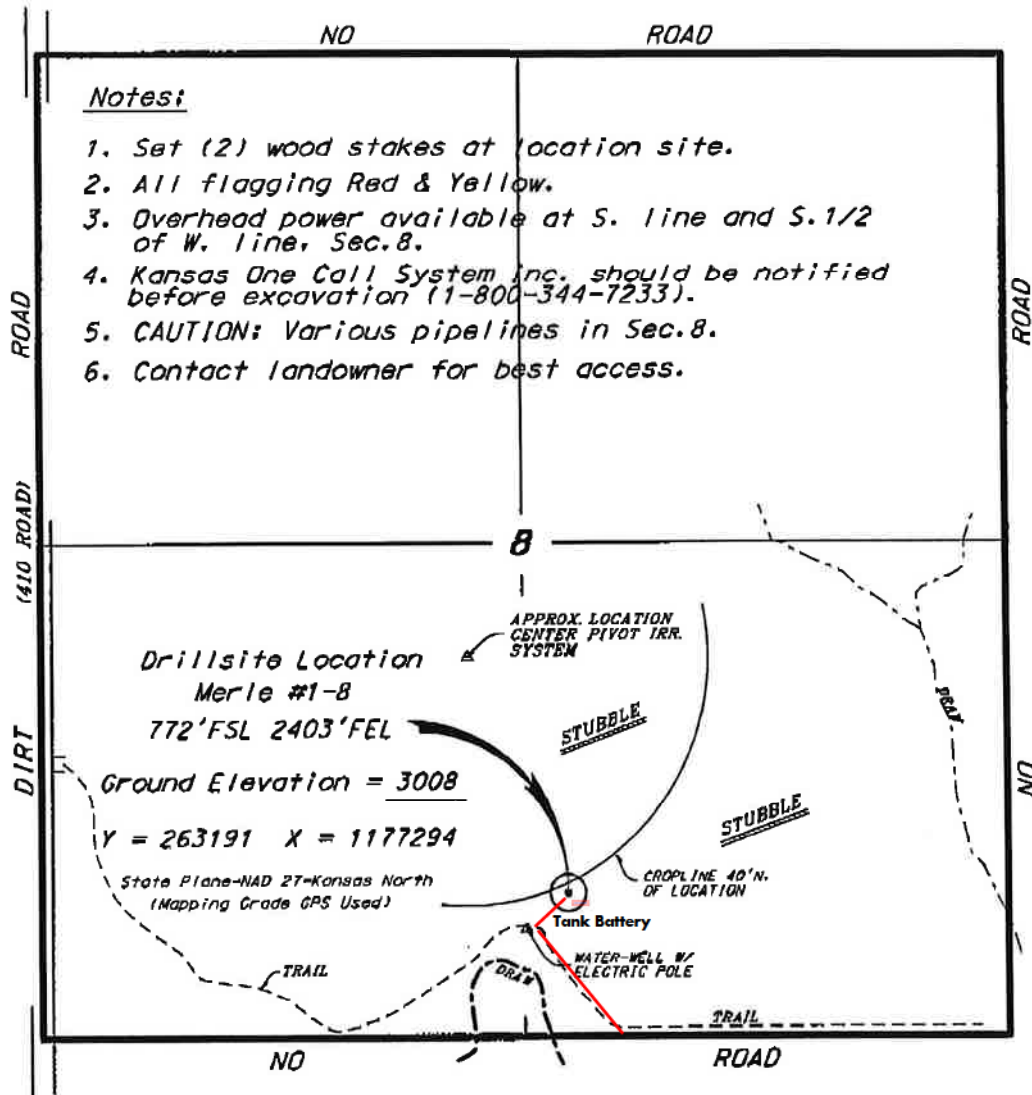 NO ROAD
Notes:
1. Set (2) wood stakes at location site.
2. All flagging Red & Yellow.
3. Overhead power available at S. line and S.1/2
of W. line, Sec.8.
4. Kansas One Call System Inc. should be notified
before excavation (1-800-344-7233).
5. CAUTION: Various pipelines in Sec.8.
6. Contact landowner for best access.
ROAD
ROAD
(410 ROAD)
8
APPROX. LOCATION
CENTER PIVOT IRR.
SYSTEM
Drillsite Location
Merle #1-8
772'FSL 2403'FEL
STUBBLE
DRAW
DIRT
NO
Ground Elevation = 3008
STUBBLE
Y = 263191 X = 1177294
State Plane-NAD 27-Kansas North
(Mapping Grade GPS Used)
CROPLINE 40'N.
OF LOCATION
Tank Battery
WATER-WELL W/
ELECTRIC POLE
TRAIL
DRAW
TRAIL
NO ROAD